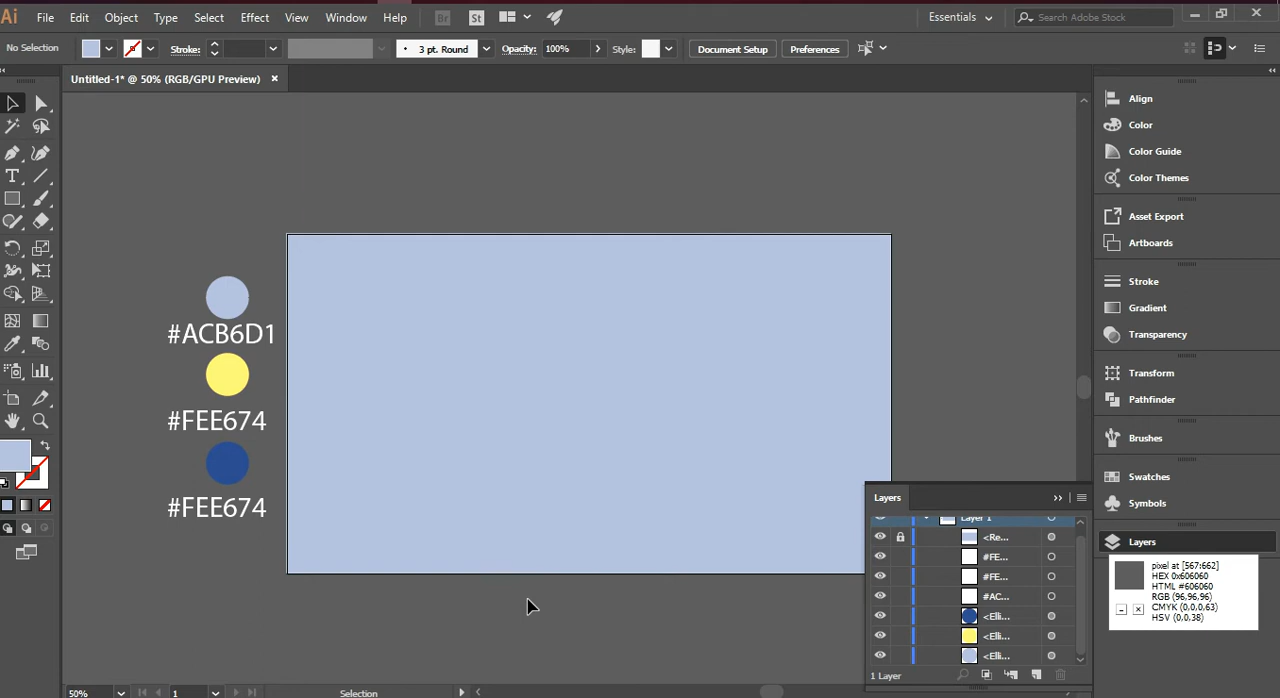 Ai File Edit Object Type Select Effect View Window Help Br St Essentials Search Adobe Stock
No Selection Stroke: 3 pt. Round Opacity: 100% Style: Document Setup Preferences
Untitled-1* @ 50% (RGB/GPU Preview)
#ACB6D1
#FEE674
#FEE674
Align
Color
Color Guide
Color Themes
Asset Export
Artboards
Stroke
Gradient
Transparency
Transform
Pathfinder
Brushes
Swatches
Symbols
Layers
Layers
Layer 1
<Re...
#FE...
#FE...
#AC...
<Elli...
<Elli...
<Elli...
1 Layer
pixel at [567:662]
HEX 0x606060
HTML #606060
RGB (96,96,96)
CMYK (0,0,0,63)
HSV (0,0,38)
50% 1 Selection